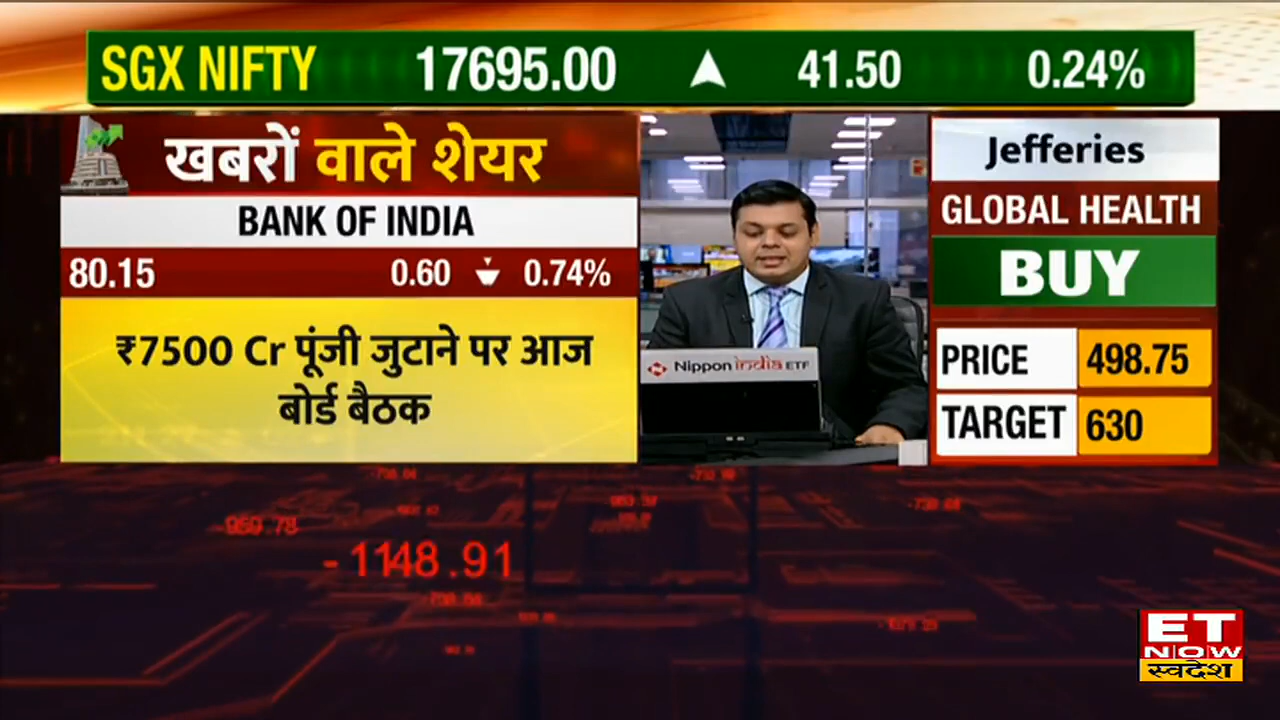 SGX NIFTY 17695.00 41.50 0.24%
खबरों वाले शेयर
BANK OF INDIA
80.15 0.60 0.74%
₹7500 Cr पूंजी जुटाने पर आज
बोर्ड बैठक
Nippon india ETF
Jefferies
GLOBAL HEALTH
BUY
PRICE 498.75
TARGET 630
-959.78
-1148.91
ET
NOW
स्वदेश